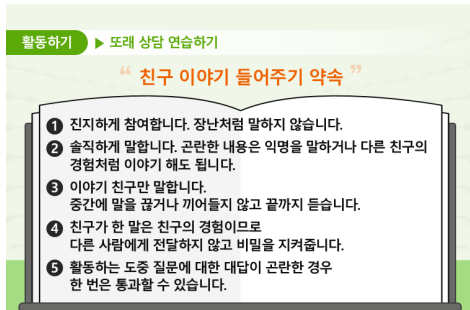 활동하기 ▶ 또래 상담 연습하기
“ 친구 이야기 들어주기 약속 ”
1 진지하게 참여합니다. 장난처럼 말하지 않습니다.
2 솔직하게 말합니다. 곤란한 내용은 익명을 말하거나 다른 친구의
경험처럼 이야기 해도 됩니다.
3 이야기 친구만 말합니다.
중간에 말을 끊거나 끼어들지 않고 끝까지 듣습니다.
4 친구가 한 말은 친구의 경험이므로
다른 사람에게 전달하지 않고 비밀을 지켜줍니다.
5 활동하는 도중 질문에 대한 대답이 곤란한 경우
한 번은 통과할 수 있습니다.